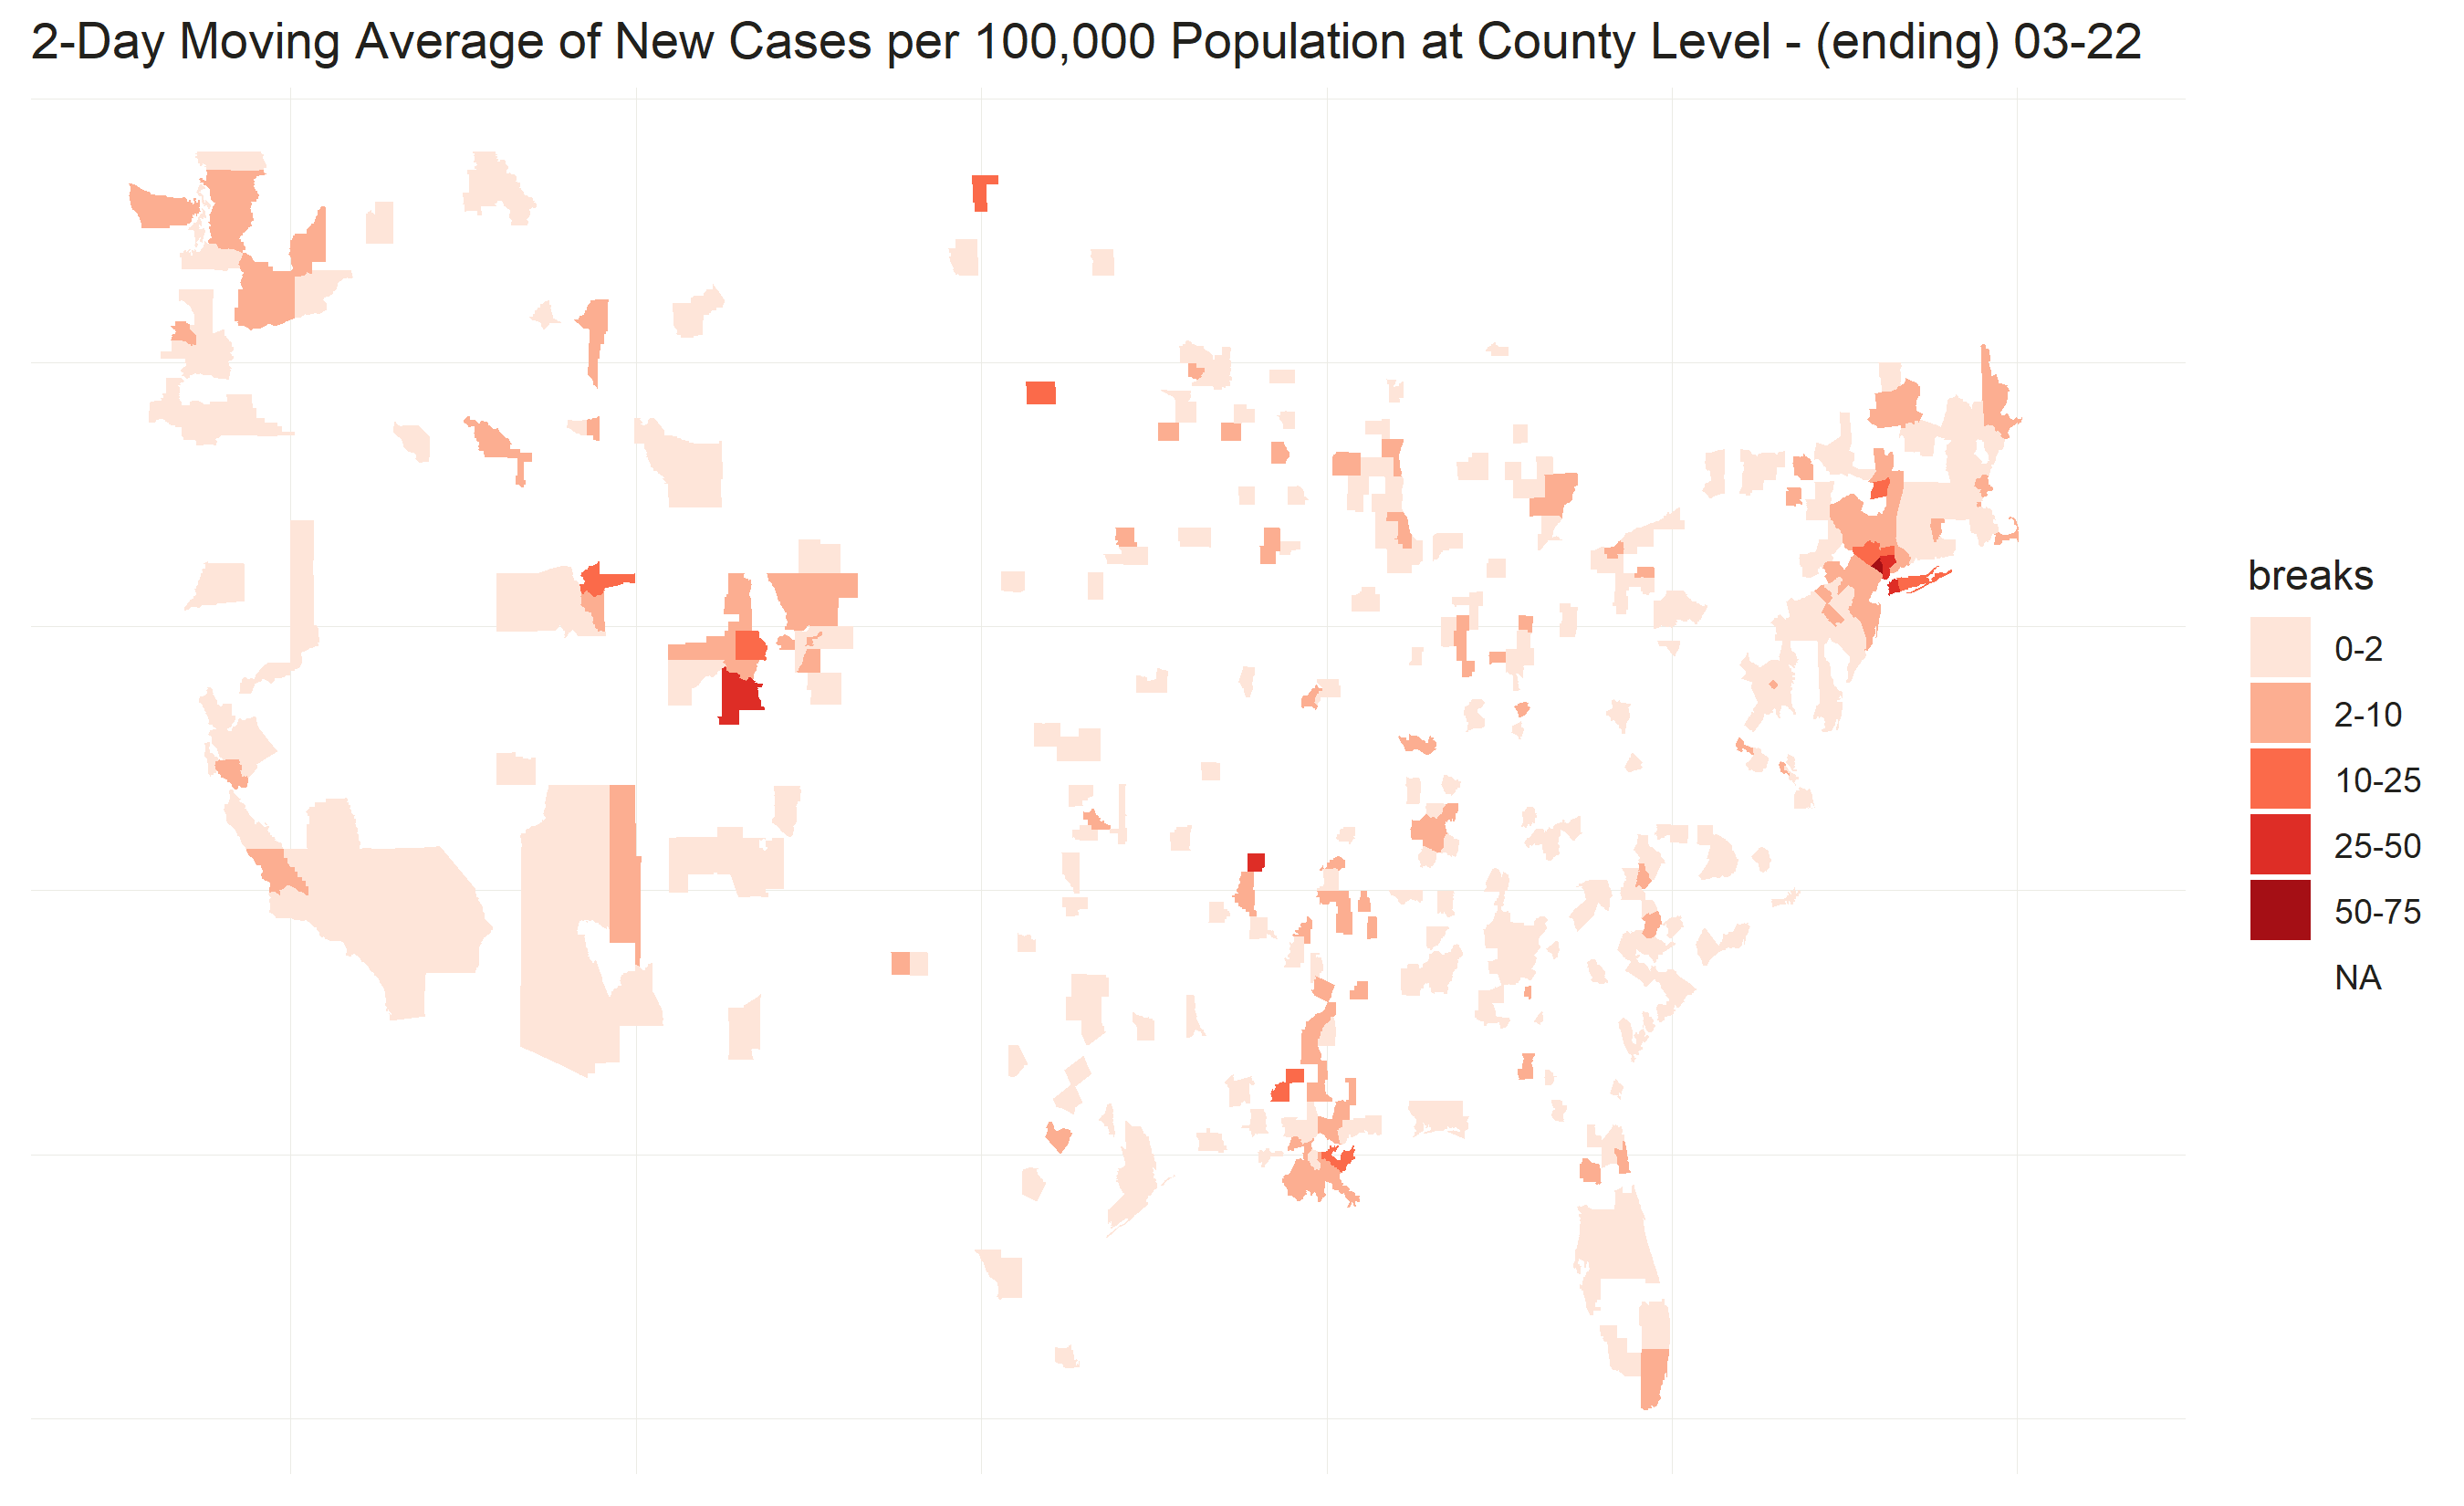 2-Day Moving Average of New Cases per 100,000 Population at County Level - (ending) 03-22
breaks
0-2
2-10
10-25
25-50
50-75
NA